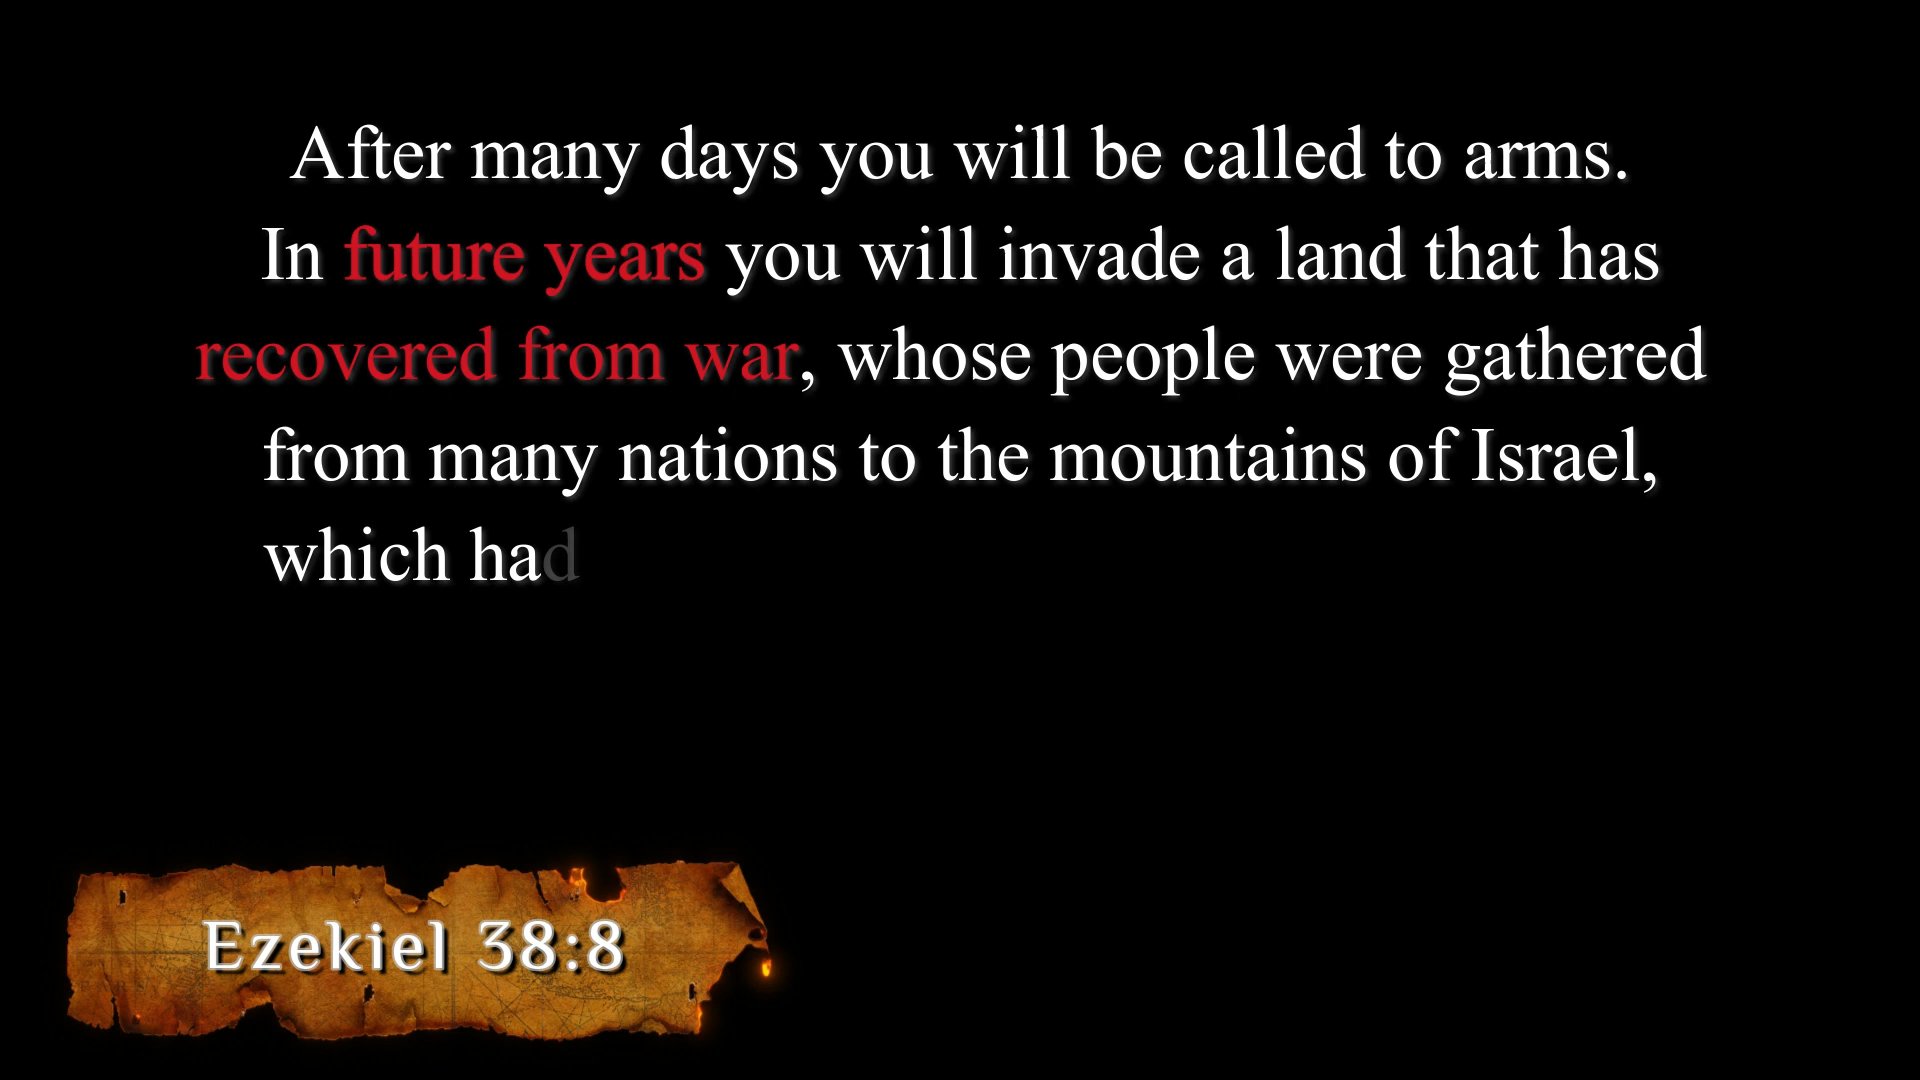 After many days you will be called to arms.
In future years you will invade a land that has
recovered from war, whose people were gathered
from many nations to the mountains of Israel,
which had
Ezekiel 38:8